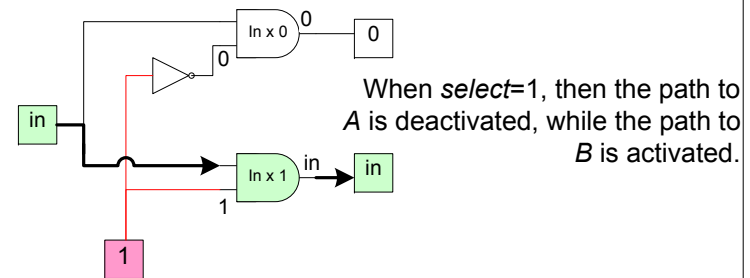 In x 0
0
0
0
When select=1, then the path to
A is deactivated, while the path to
B is activated.
in
In x 1
in
in
1
1